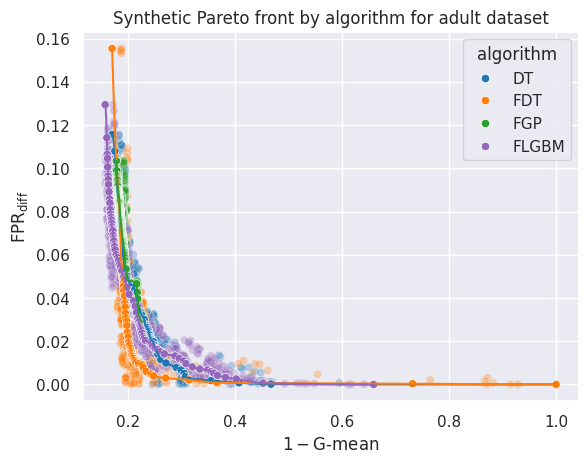 Synthetic Pareto front by algorithm for adult dataset
0.16
0.14
0.12
0.10
0.08
0.06
0.04
0.02
0.00
FPR_diff
algorithm
DT
FDT
FGP
FLGBM
0.2 0.4 0.6 0.8 1.0
1 − G-mean